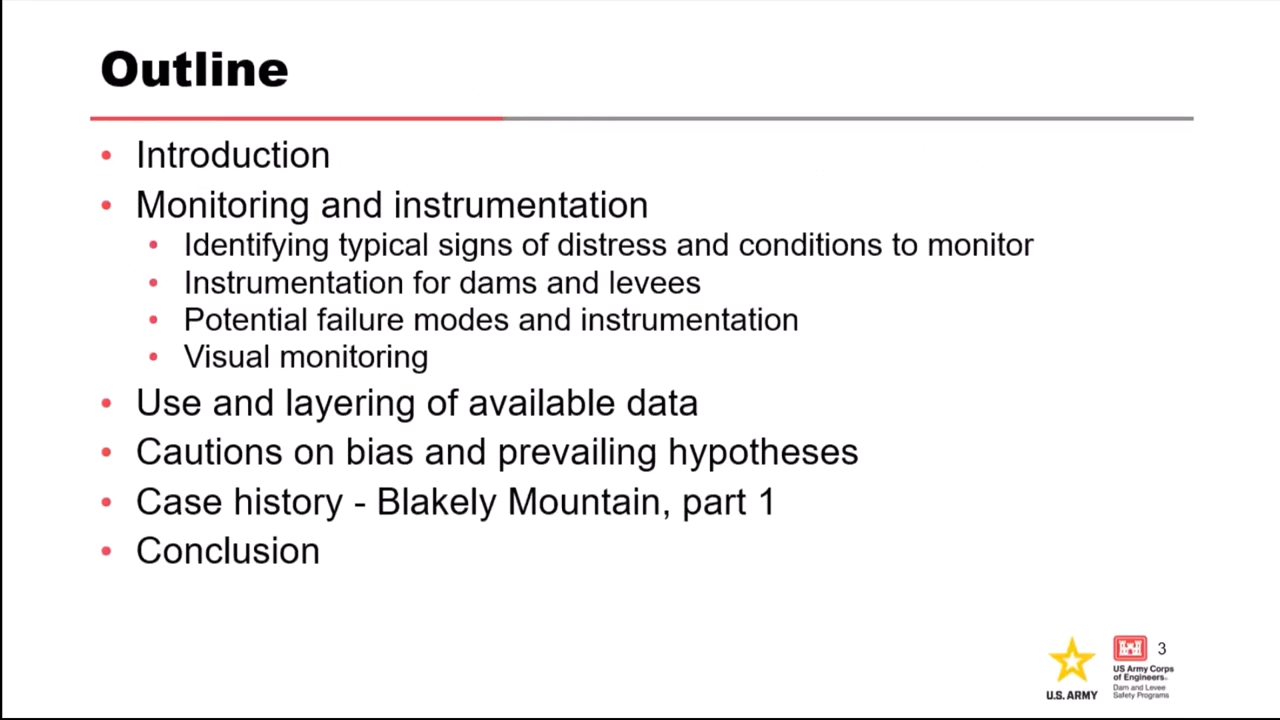 Outline
• Introduction
• Monitoring and instrumentation
• Identifying typical signs of distress and conditions to monitor
• Instrumentation for dams and levees
• Potential failure modes and instrumentation
• Visual monitoring
• Use and layering of available data
• Cautions on bias and prevailing hypotheses
• Case history - Blakely Mountain, part 1
• Conclusion
3
U.S. ARMY
US Army Corps
of Engineers.
Dam and Levee
Safety Programs